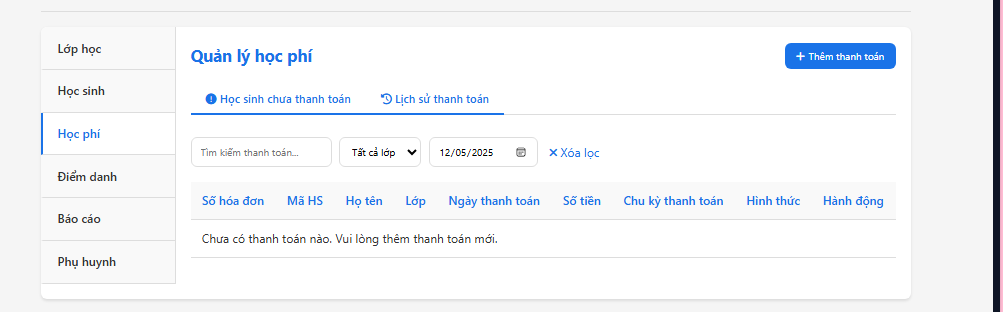 Lớp học
Học sinh
Học phí
Điểm danh
Báo cáo
Phụ huynh
Quản lý học phí
+ Thêm thanh toán
Học sinh chưa thanh toán
Lịch sử thanh toán
Tìm kiếm thanh toán...
Tất cả lớp
12/05/2025
× Xóa lọc
Số hóa đơn Mã HS Họ tên Lớp Ngày thanh toán Số tiền Chu kỳ thanh toán Hình thức Hành động
Chưa có thanh toán nào. Vui lòng thêm thanh toán mới.